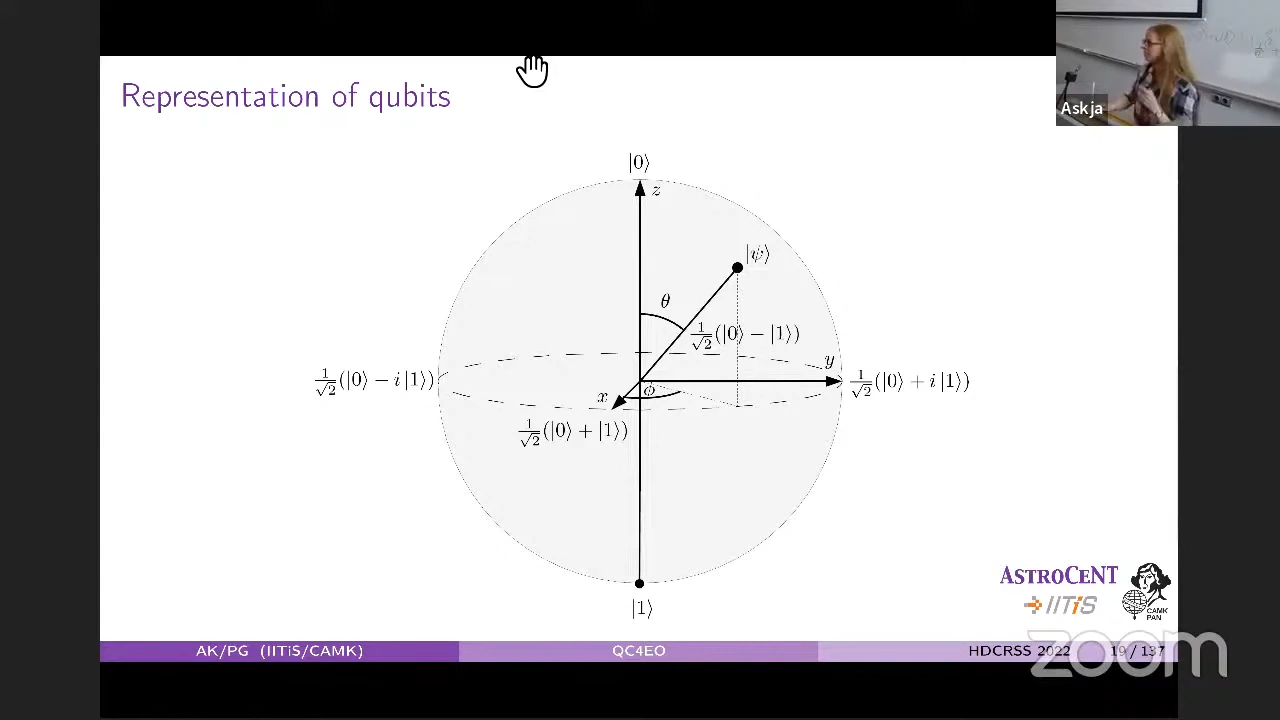 Representation of qubits
Askja
|0⟩
z
|ψ⟩
θ
1/√2(|0⟩ − |1⟩)
y
1/√2(|0⟩ − i|1⟩)
1/√2(|0⟩ + i|1⟩)
x
ϕ
1/√2(|0⟩ + |1⟩)
|1⟩
ASTROCENT
IITiS
CAMK
PAN
AK/PG (IITiS/CAMK)
QC4EO
HDCRSS 2022
19 / 137
zoom